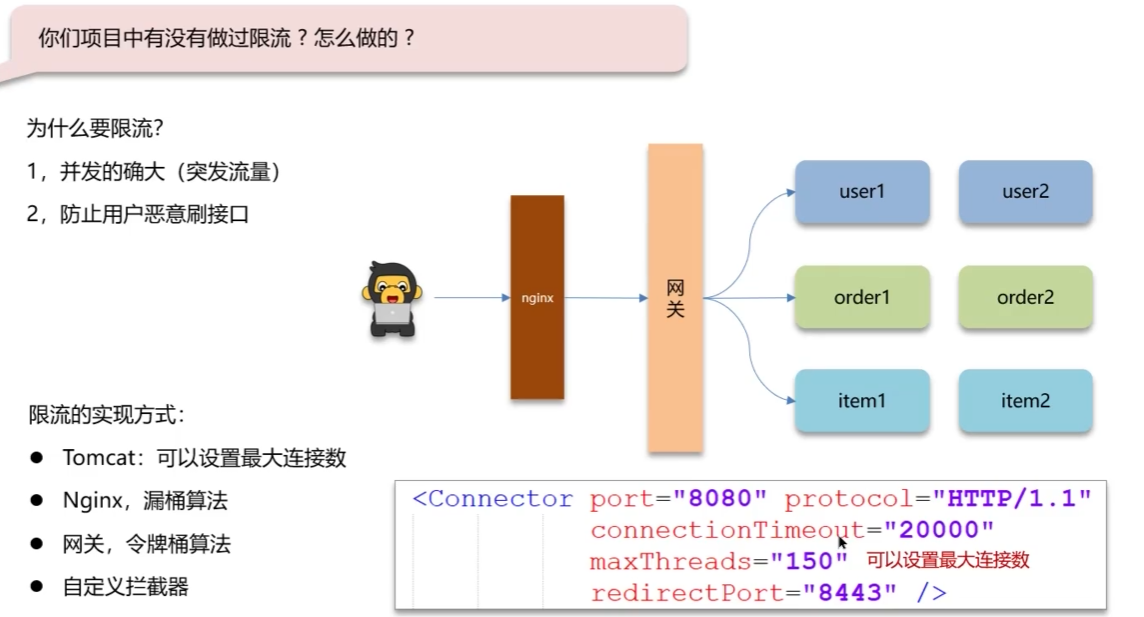 你们项目中有没有做过限流？怎么做的？
为什么要限流？
1，并发的确大（突发流量）
2，防止用户恶意刷接口
nginx
网
关
user1
user2
order1
order2
item1
item2
限流的实现方式：
● Tomcat：可以设置最大连接数
● Nginx，漏桶算法
● 网关，令牌桶算法
● 自定义拦截器
<Connector port="8080" protocol="HTTP/1.1"
connectionTimeout="20000"
maxThreads="150" 可以设置最大连接数
redirectPort="8443" />